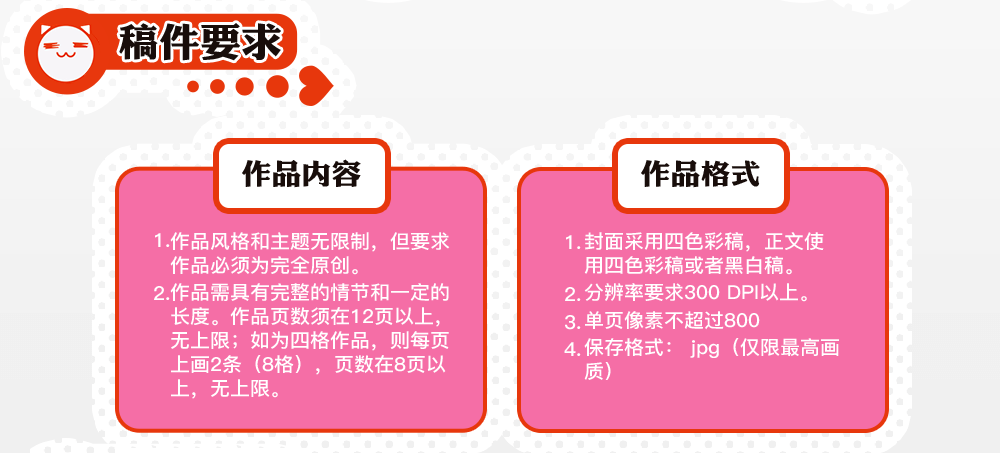 稿件要求
作品内容
1.作品风格和主题无限制，但要求
作品必须为完全原创。
2.作品需具有完整的情节和一定的
长度。作品页数须在12页以上，
无上限；如为四格作品，则每页
上画2条（8格），页数在8页以
上，无上限。
作品格式
1.封面采用四色彩稿，正文使
用四色彩稿或者黑白稿。
2.分辨率要求300 DPI以上。
3.单页像素不超过800
4.保存格式： jpg（仅限最高画
质）